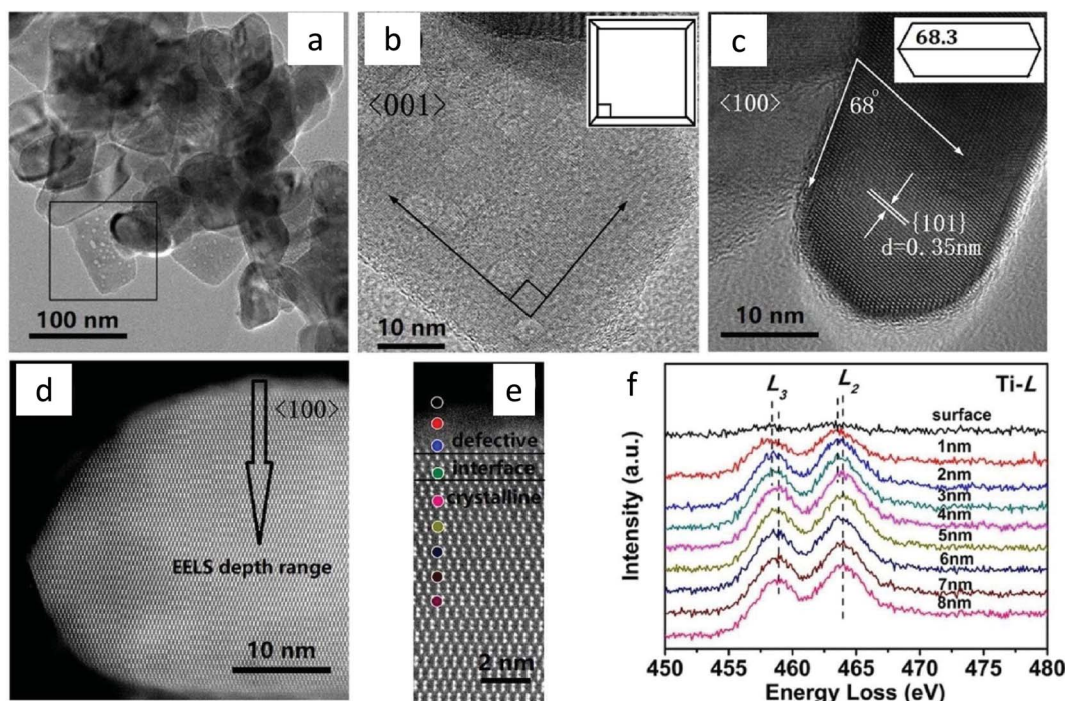 a
100 nm
b
<001>
10 nm
c
68.3
<100>
68°
{101}
d=0.35nm
10 nm
d
<100>
EELS depth range
10 nm
e
defective
interface
crystalline
2 nm
f
L3
L2
Ti-L
surface
1nm
2nm
3nm
4nm
5nm
6nm
7nm
8nm
Intensity (a.u.)
450 455 460 465 470 475 480
Energy Loss (eV)